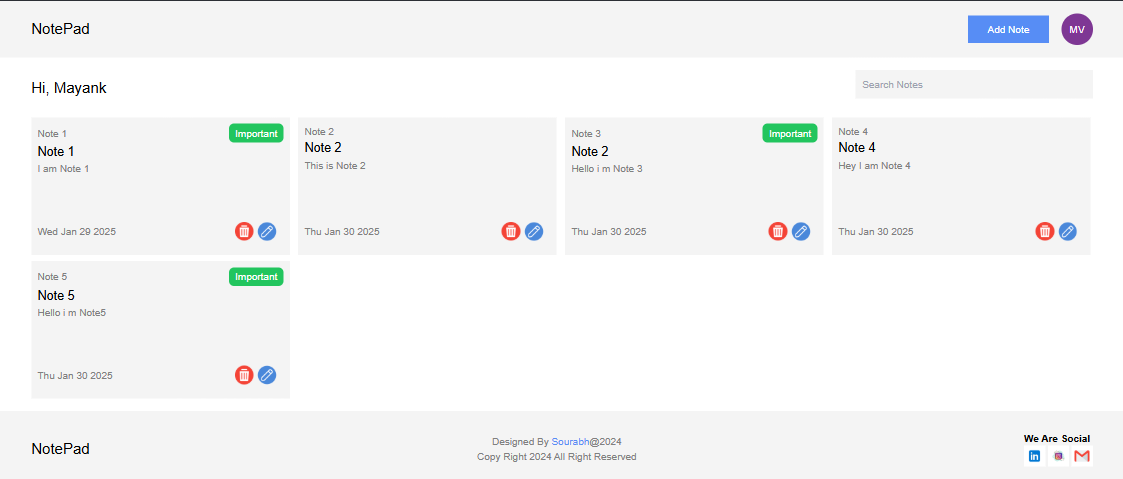 NotePad
Add Note
MV
Hi, Mayank
Search Notes
Note 1
Important
Note 1
I am Note 1
Wed Jan 29 2025
Note 2
Note 2
This is Note 2
Thu Jan 30 2025
Note 3
Important
Note 2
Hello i m Note 3
Thu Jan 30 2025
Note 4
Note 4
Hey I am Note 4
Thu Jan 30 2025
Note 5
Important
Note 5
Hello i m Note5
Thu Jan 30 2025
NotePad
Designed By Sourabh@2024
Copy Right 2024 All Right Reserved
We Are Social
in